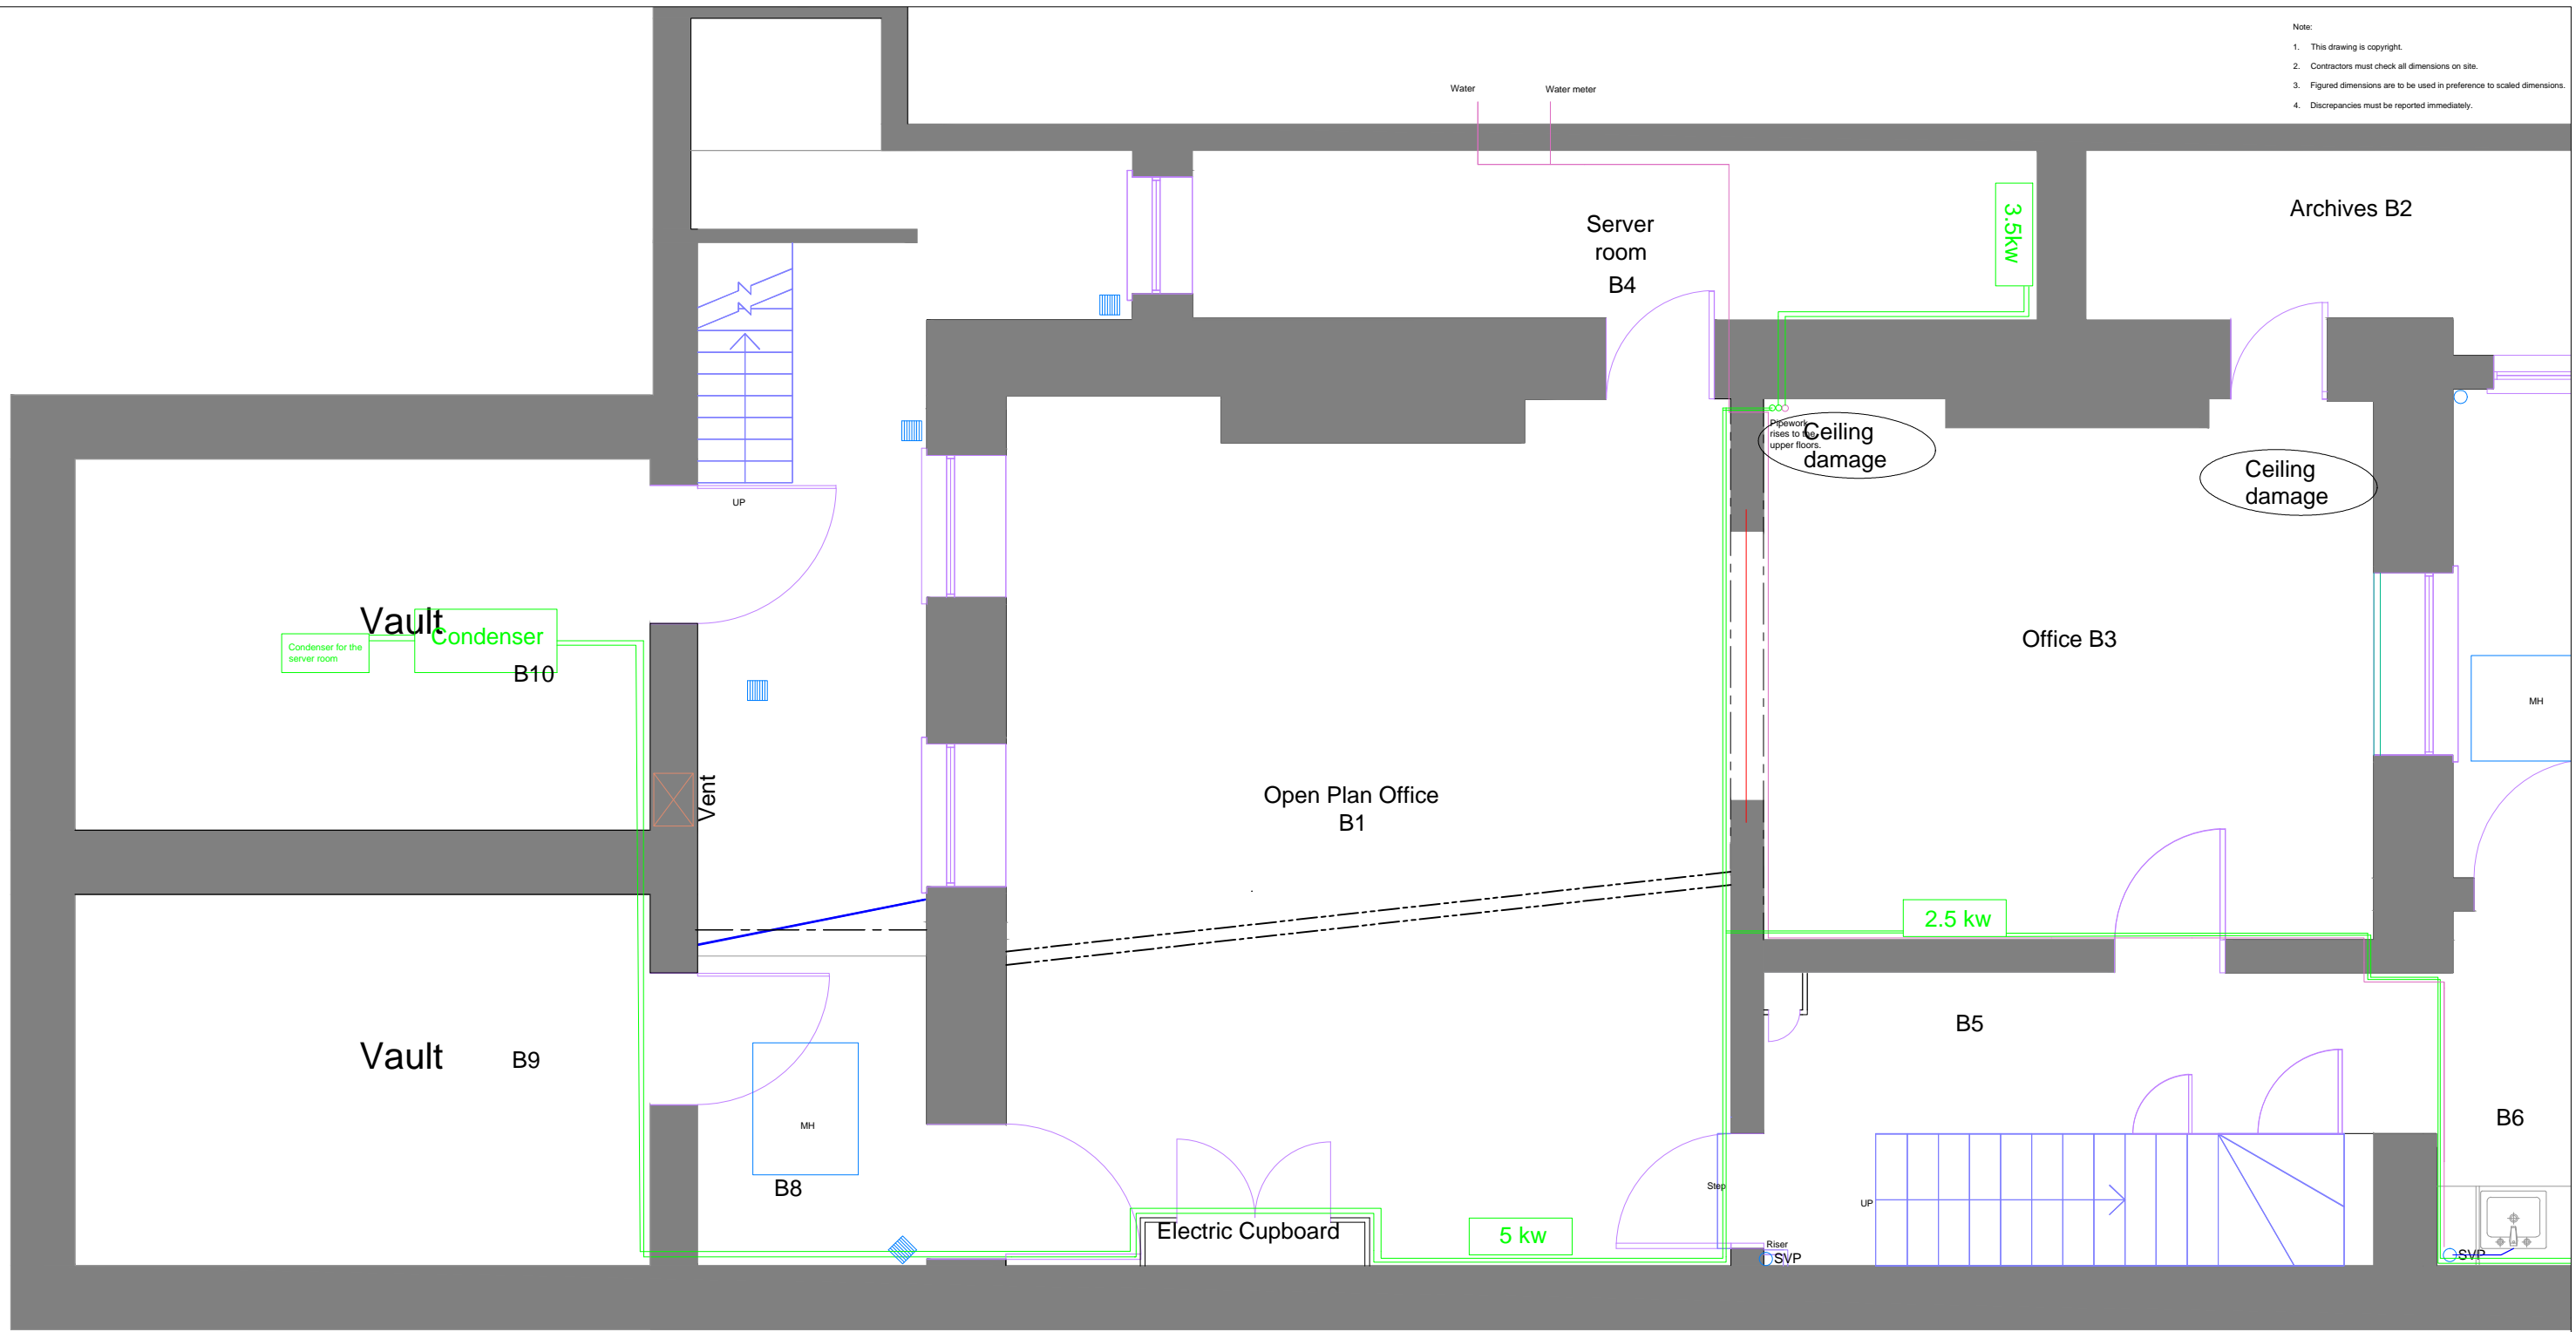 Note:
1. This drawing is copyright.
2. Contractors must check all dimensions on site.
3. Figured dimensions are to be used in preference to scaled dimensions.
4. Discrepancies must be reported immediately.
Water
Water meter
Archives B2
Server
room
B4
3.5kw
Pipework
rises to the
upper floors.
Ceiling
damage
Ceiling
damage
UP
Vault
Condenser
Condenser for the
server room
B10
Office B3
MH
Vent
Open Plan Office
B1
2.5 kw
B5
Vault
B9
MH
B6
B8
Step
UP
Electric Cupboard
5 kw
Riser
SVP
SVP